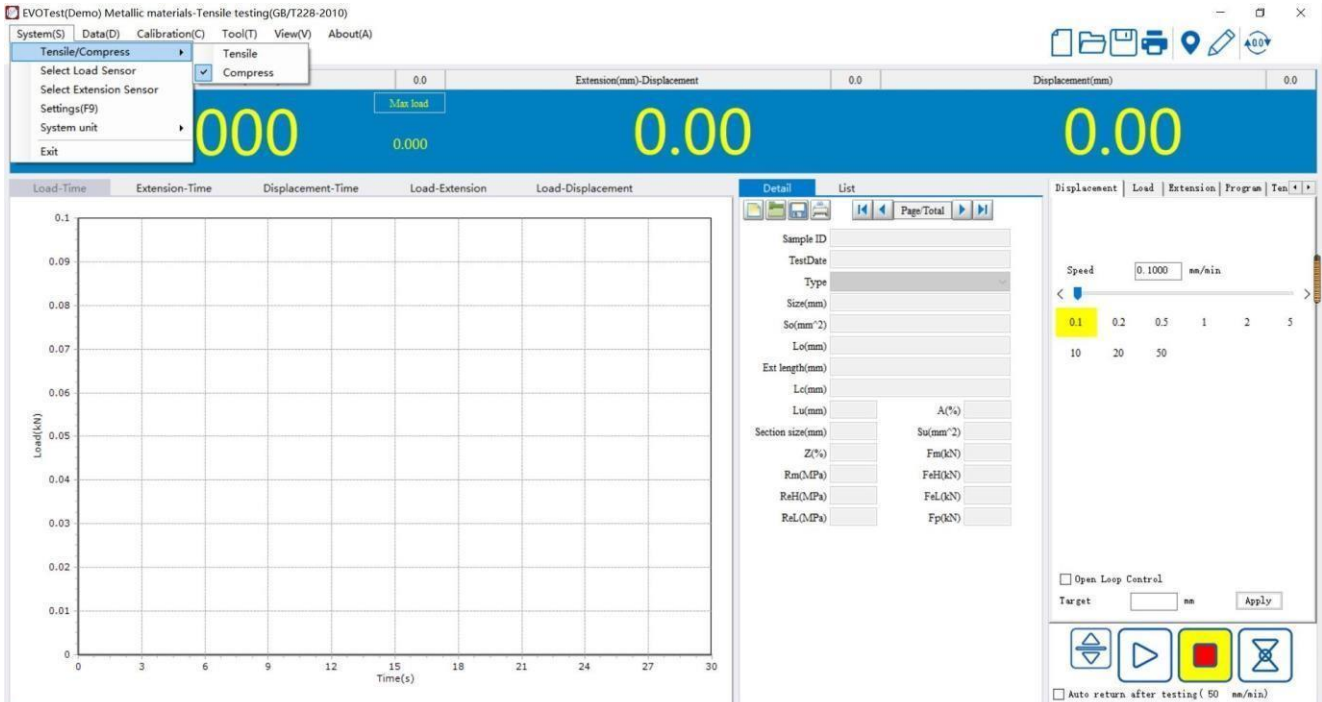 EVOTest(Demo) Metallic materials-Tensile testing(GB/T228-2010)
System(S) Data(D) Calibration(C) Tool(T) View(V) About(A)
Tensile/Compress
Tensile
Select Load Sensor
Compress
Select Extension Sensor
Settings(F9)
System unit
Exit
0.0 Extension(mm)-Displacement 0.0 Displacement(mm) 0.0
Max load
000 0.000 0.00 0.00
Load-Time Extension-Time Displacement-Time Load-Extension Load-Displacement
Load(kN)
0.1
0.09
0.08
0.07
0.06
0.05
0.04
0.03
0.02
0.01
0
0 3 6 9 12 15 18 21 24 27 30
Time(s)
Detail List
Page/Total
Sample ID
TestDate
Type
Size(mm)
So(mm^2)
Lo(mm)
Ext length(mm)
Lc(mm)
Lu(mm) A(%)
Section size(mm) Su(mm^2)
Z(%) Fm(kN)
Rm(MPa) FeH(kN)
ReH(MPa) FeL(kN)
ReL(MPa) Fp(kN)
Displacement Load Extension Program Ten
Speed 0.1000 mm/min
0.1 0.2 0.5 1 2 5
10 20 50
Open Loop Control
Target mm Apply
Auto return after testing( 50 mm/min)